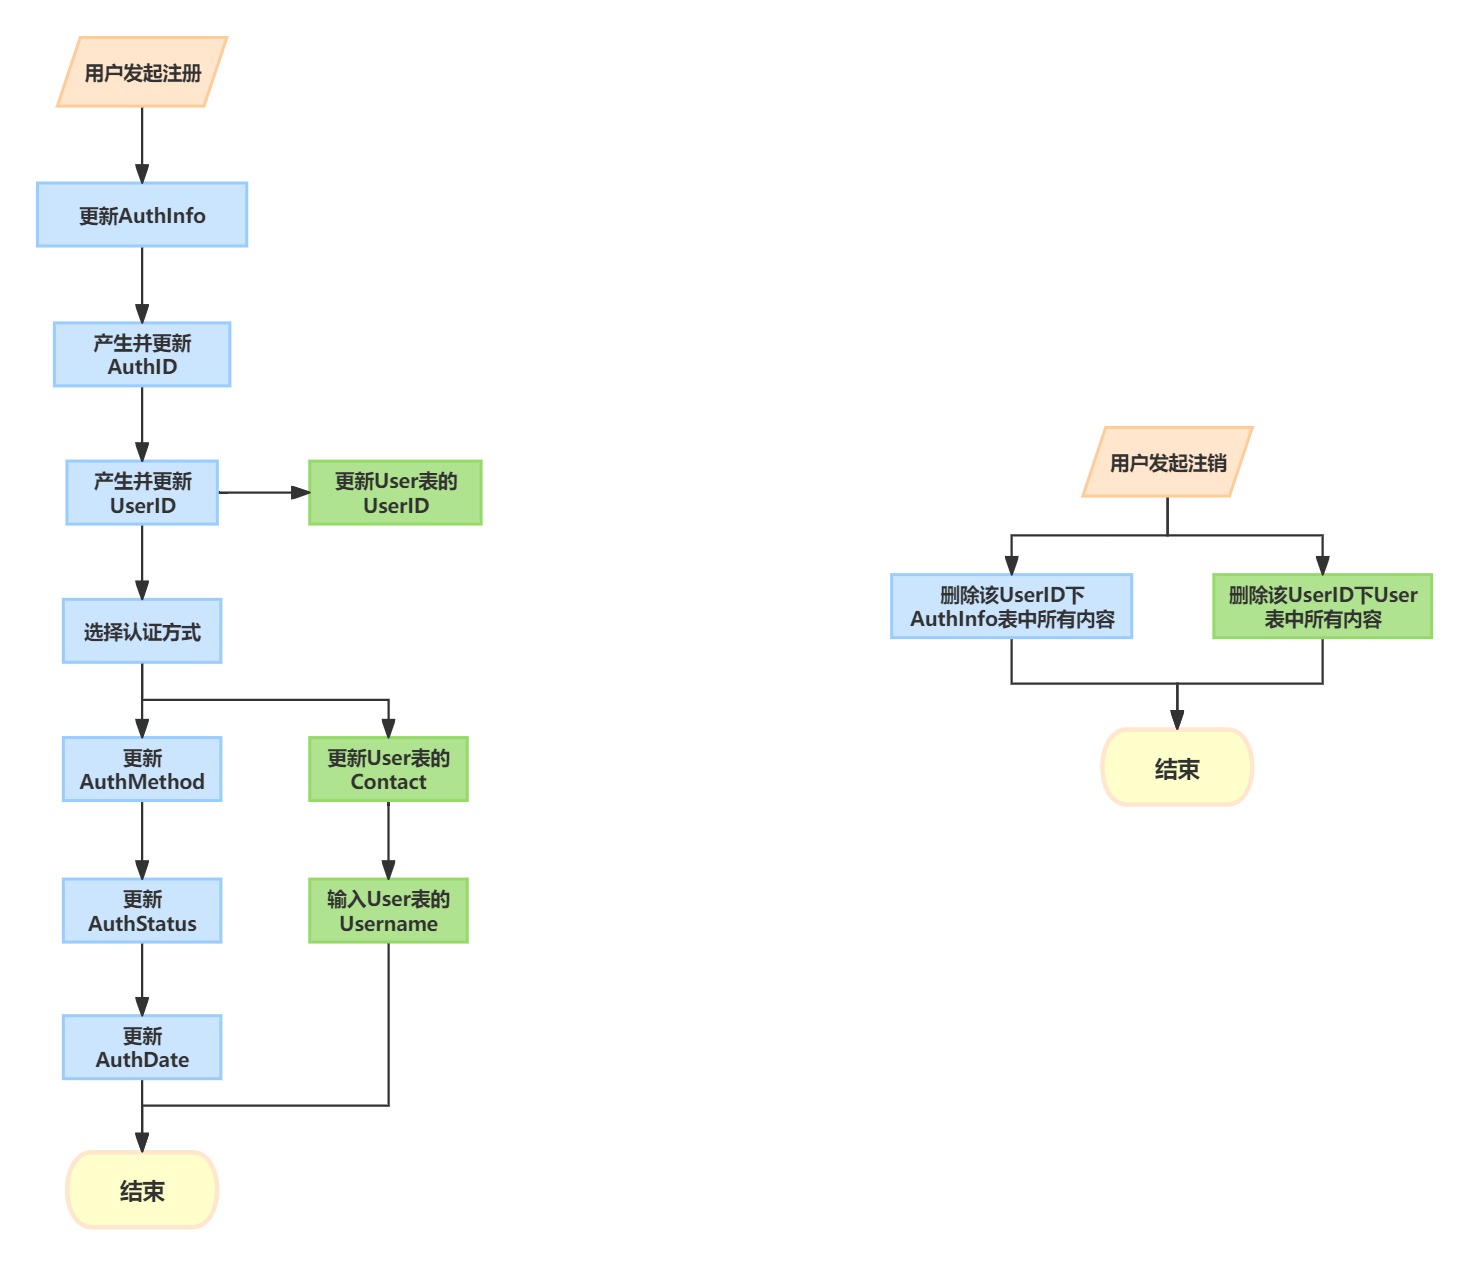 用户发起注册
更新AuthInfo
产生并更新
AuthID
产生并更新
UserID
更新User表的
UserID
选择认证方式
更新
AuthMethod
更新User表的
Contact
更新
AuthStatus
输入User表的
Username
更新
AuthDate
结束
用户发起注销
删除该UserID下
AuthInfo表中所有内容
删除该UserID下User
表中所有内容
结束